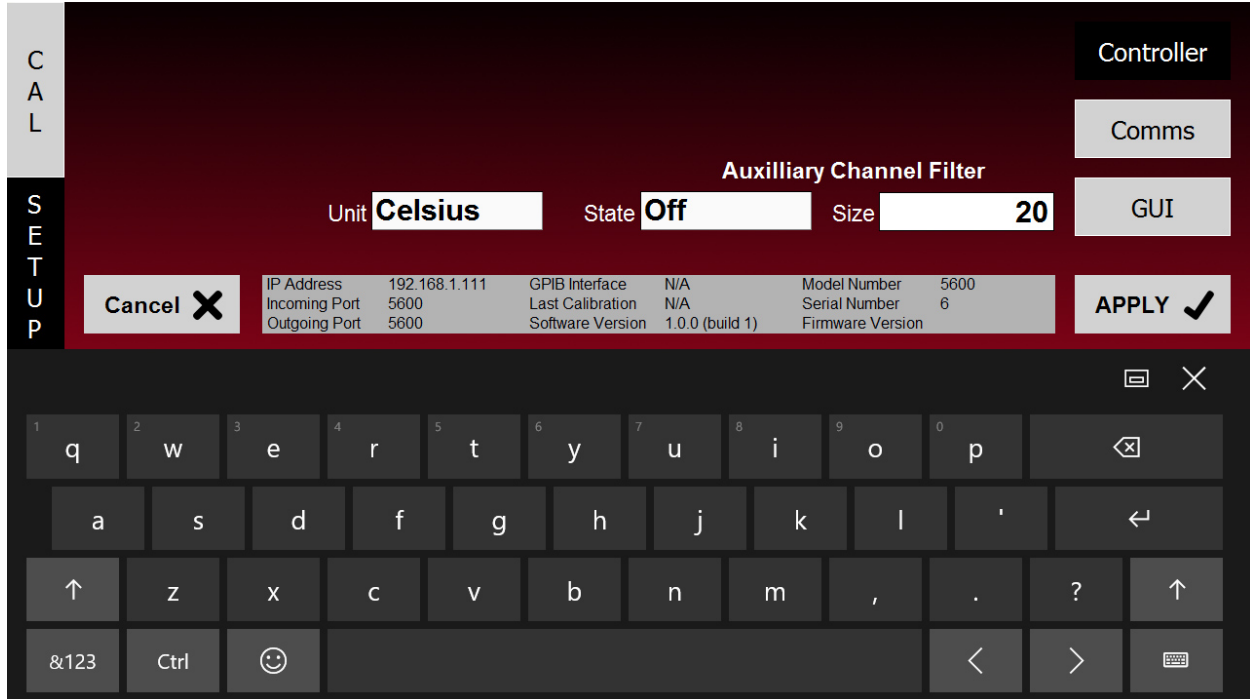 CAL
SETUP
Controller
Comms
GUI
Auxilliary Channel Filter
Unit Celsius State Off Size 20
Cancel
IP Address 192.168.1.111 GPIB Interface N/A Model Number 5600
Incoming Port 5600 Last Calibration N/A Serial Number 6
Outgoing Port 5600 Software Version 1.0.0 (build 1) Firmware Version
APPLY
1 q 2 w 3 e 4 r 5 t 6 y 7 u 8 i 9 o 0 p
a s d f g h j k l '
z x c v b n m , . ?
&123 Ctrl < >